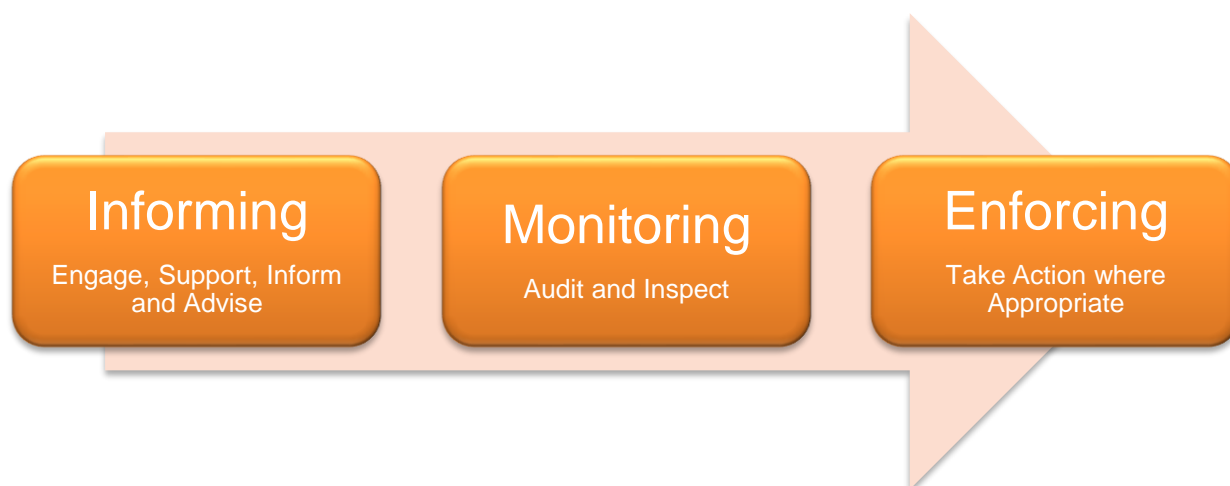 Informing
Engage, Support, Inform
and Advise
Monitoring
Audit and Inspect
Enforcing
Take Action where
Appropriate